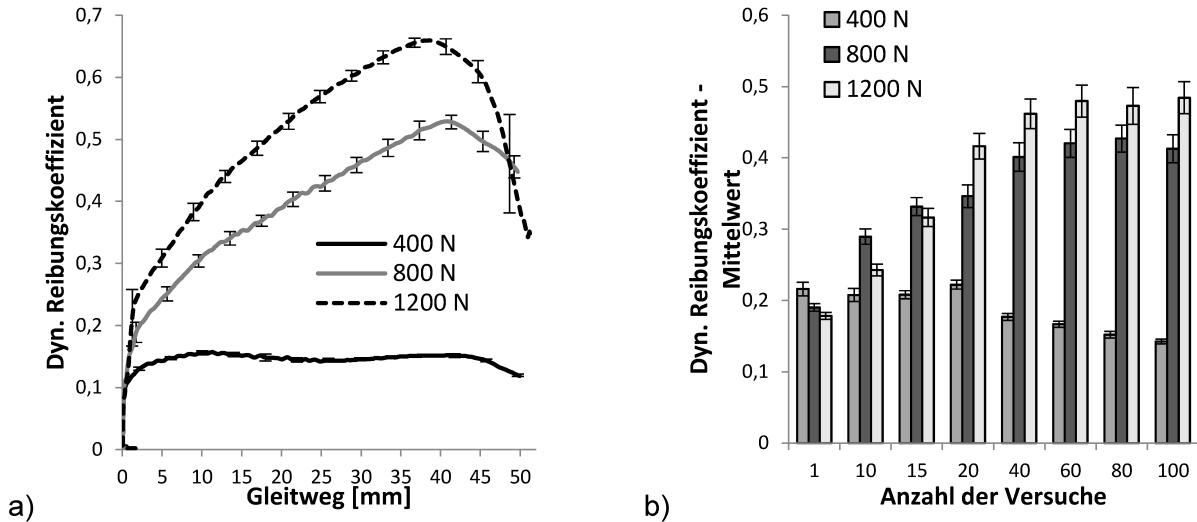 0,7
0,6
0,5
0,4
0,3
0,2
0,1
0
Dyn. Reibungskoeffizient
400 N
800 N
1200 N
0 5 10 15 20 25 30 35 40 45 50
Gleitweg [mm]
a)
0,6
0,5
0,4
0,3
0,2
0,1
0
Dyn. Reibungskoeffizient -
Mittelwert
400 N
800 N
1200 N
1 10 15 20 40 60 80 100
Anzahl der Versuche
b)